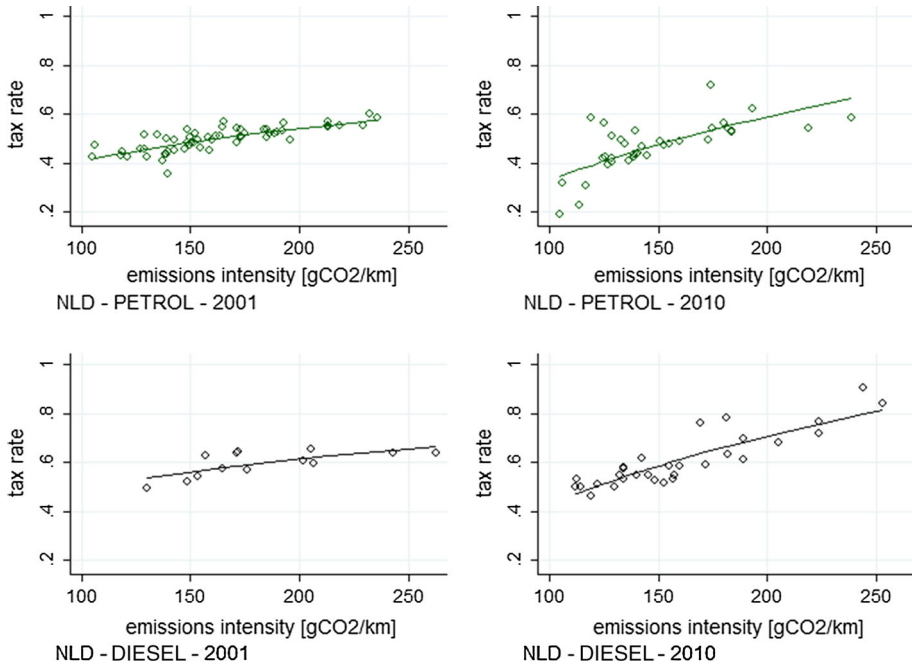 1
.8
.6
.4
.2
tax rate
100 150 200 250
emissions intensity [gCO2/km]
NLD - PETROL - 2001
1
.8
.6
.4
.2
tax rate
100 150 200 250
emissions intensity [gCO2/km]
NLD - PETROL - 2010
1
.8
.6
.4
.2
tax rate
100 150 200 250
emissions intensity [gCO2/km]
NLD - DIESEL - 2001
1
.8
.6
.4
.2
tax rate
100 150 200 250
emissions intensity [gCO2/km]
NLD - DIESEL - 2010